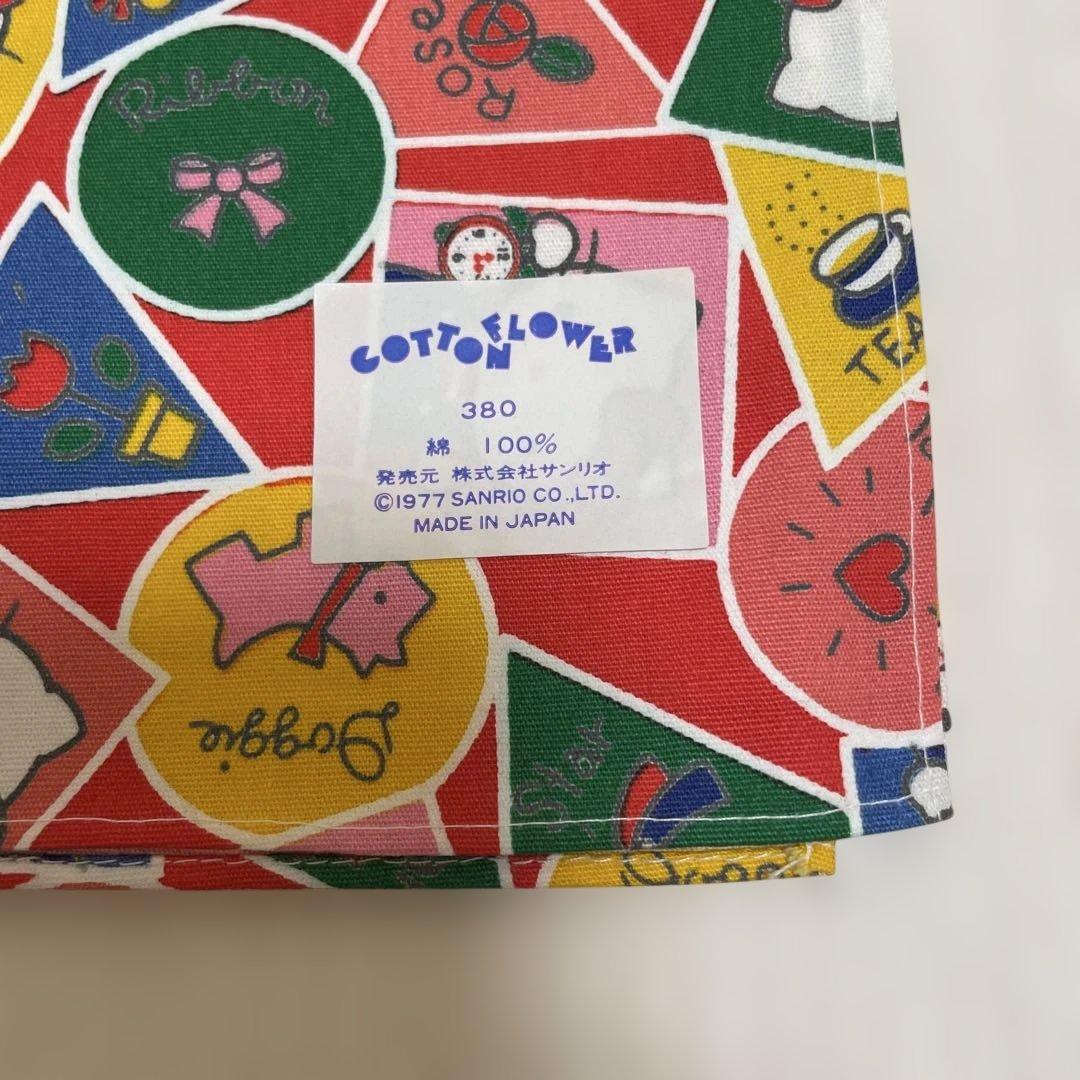 Ribbon
Rose
TEA
COTTON FLOWER
380
綿 100%
発売元 株式会社サンリオ
©1977 SANRIO CO.,LTD.
MADE IN JAPAN
Doggie
Star